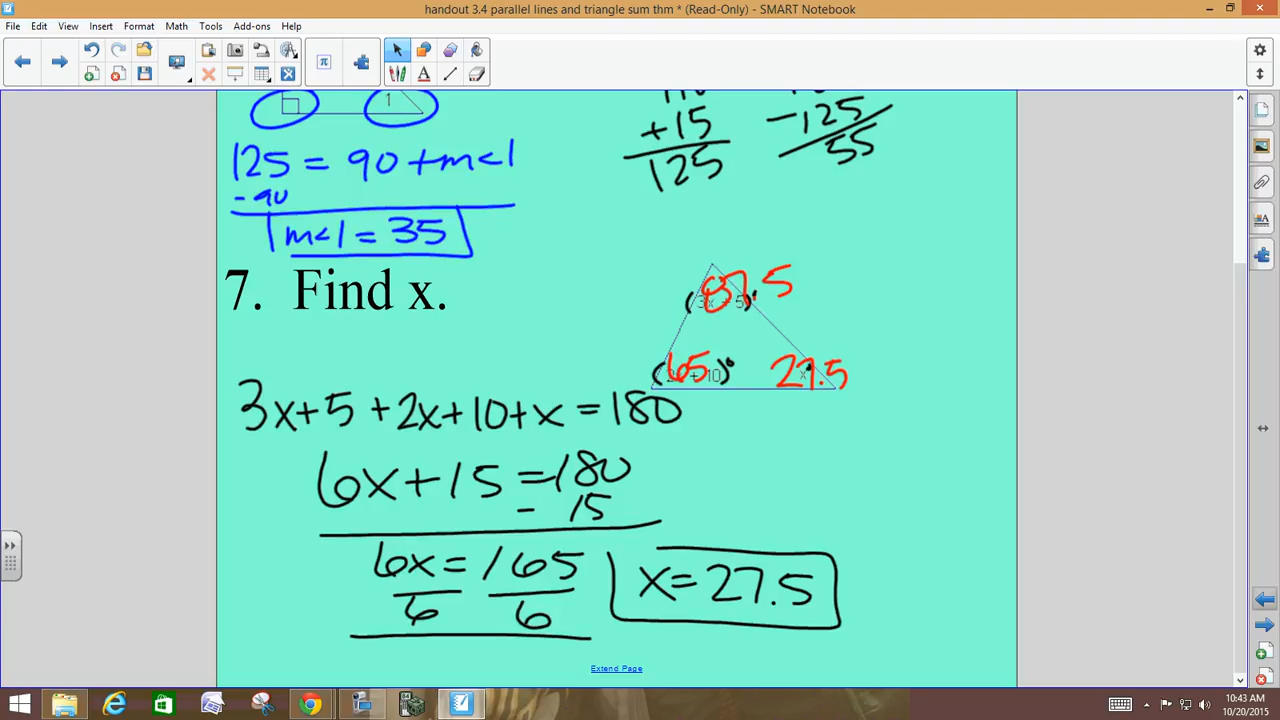 handout 3.4 parallel lines and triangle sum thm * (Read-Only) - SMART Notebook
File Edit View Insert Format Math Tools Add-ons Help
1
+15
-125
125
55
125 = 90 + m<1
-90
m<1 = 35
7. Find x.
87.5
65
27.5
3x+5 +2x+10+x =180
6x+15 =180
- 15
6x = 165
6 6
x=27.5
Extend Page
10:43 AM
10/20/2015